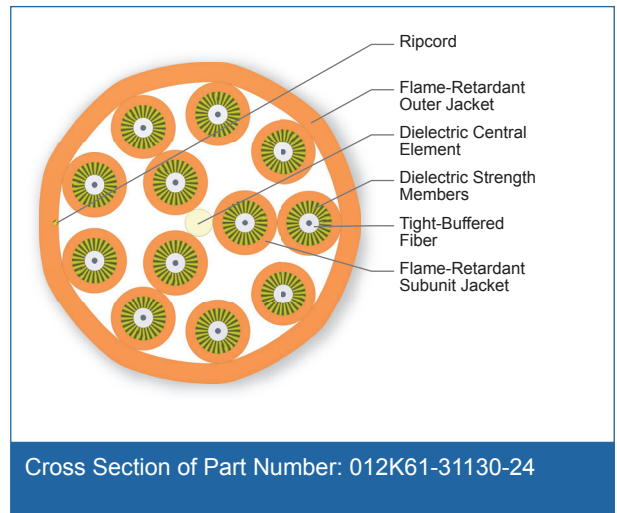 Ripcord
Flame-Retardant
Outer Jacket
Dielectric Central
Element
Dielectric Strength
Members
Tight-Buffered
Fiber
Flame-Retardant
Subunit Jacket
Cross Section of Part Number: 012K61-31130-24